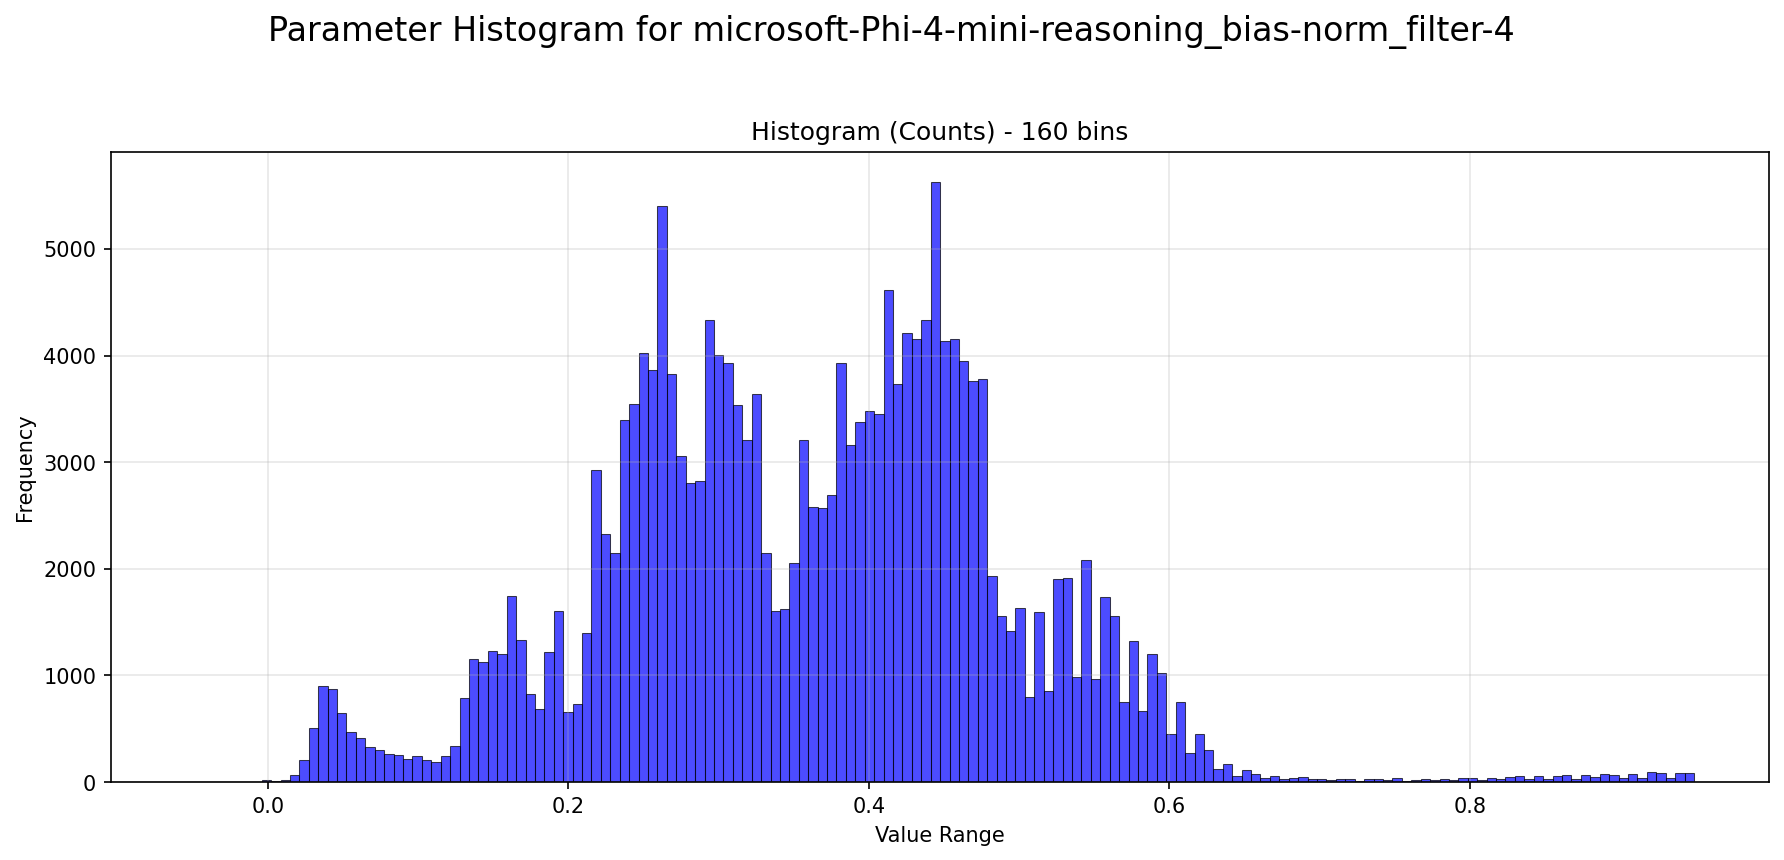 Parameter Histogram for microsoft-Phi-4-mini-reasoning_bias-norm_filter-4
Histogram (Counts) - 160 bins
Frequency
5000
4000
3000
2000
1000
0
0.0 0.2 0.4 0.6 0.8
Value Range